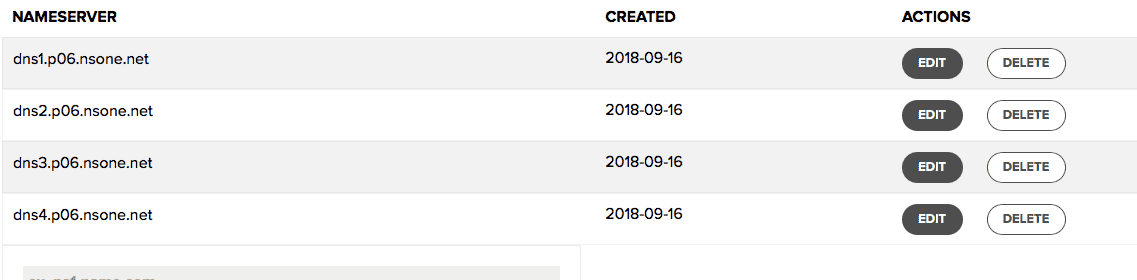 NAMESERVER CREATED ACTIONS
dns1.p06.nsone.net 2018-09-16 EDIT DELETE
dns2.p06.nsone.net 2018-09-16 EDIT DELETE
dns3.p06.nsone.net 2018-09-16 EDIT DELETE
dns4.p06.nsone.net 2018-09-16 EDIT DELETE